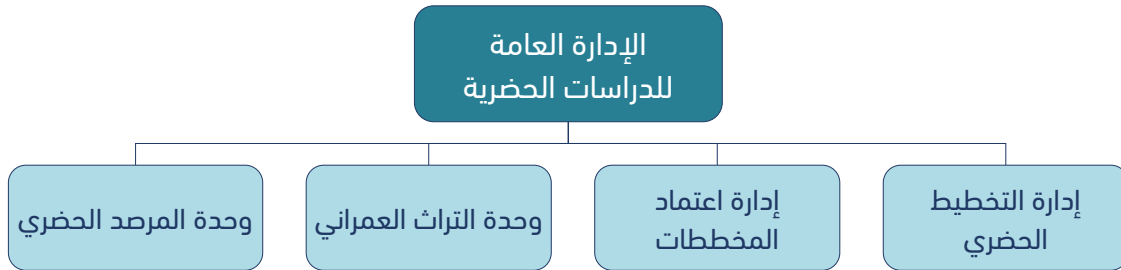 الإدارة العامة
للدراسات الحضرية
إدارة التخطيط
الحضري
إدارة اعتماد
المخططات
وحدة التراث العمراني
وحدة المرصد الحضري